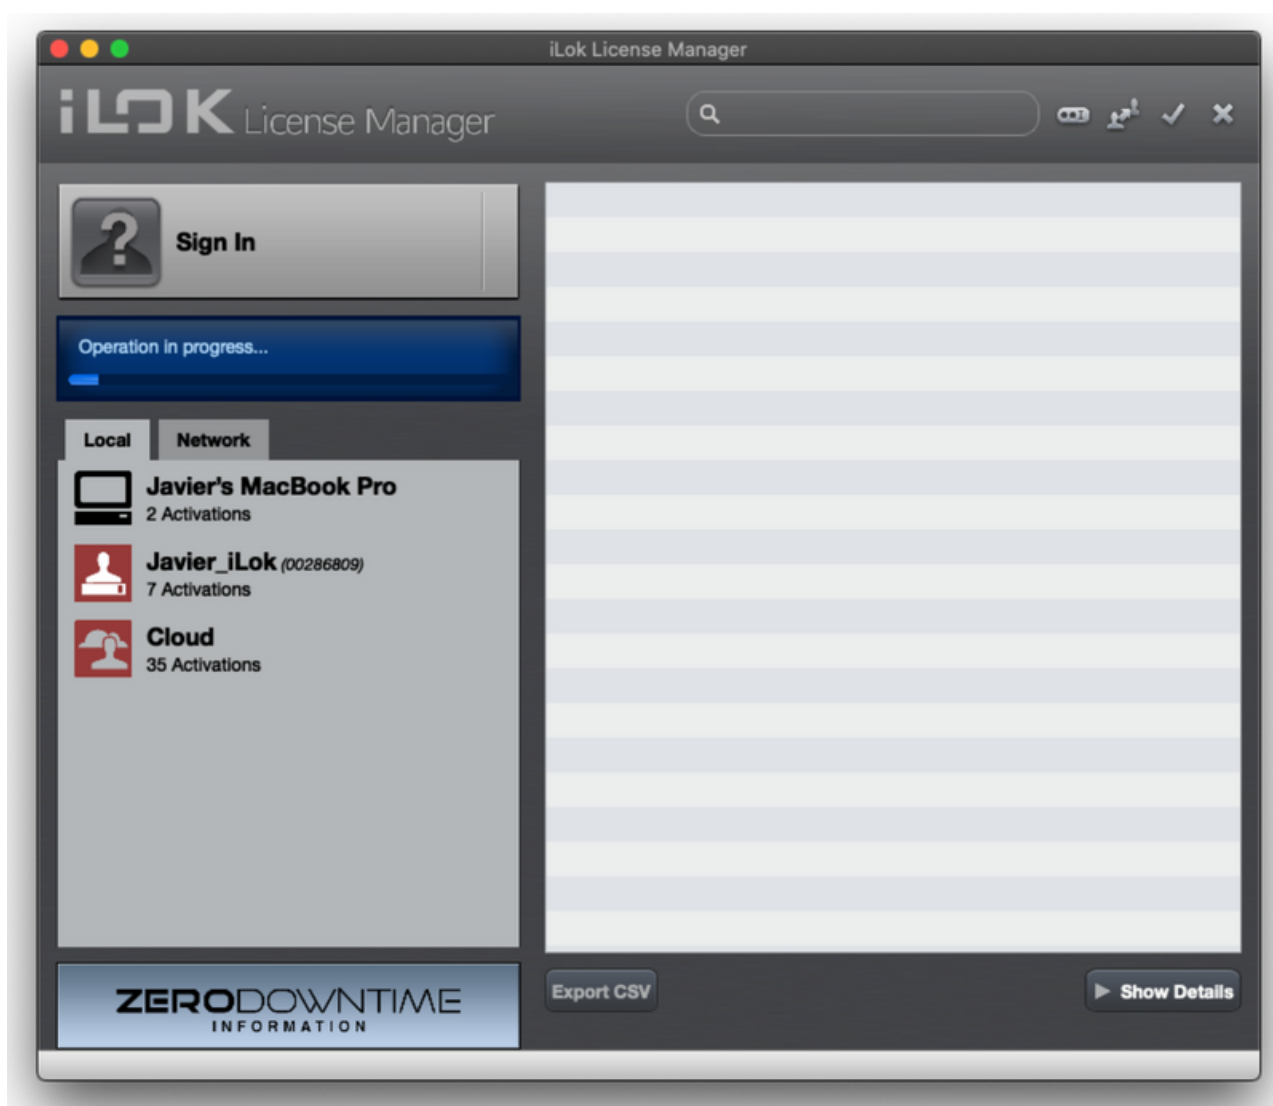 iLok License Manager
iLOK License Manager
Sign In
Operation in progress...
Local Network
Javier's MacBook Pro
2 Activations
Javier_iLok (00286809)
7 Activations
Cloud
35 Activations
ZERODOWNTIME
INFORMATION
Export CSV
Show Details